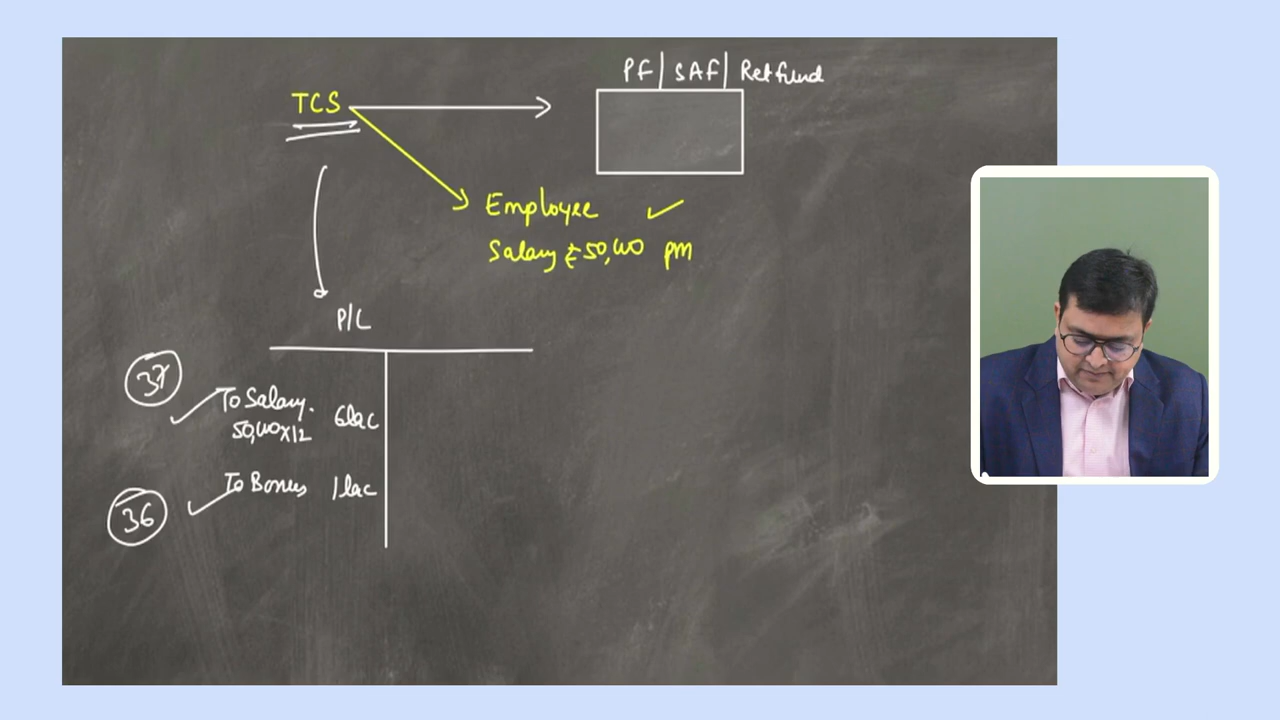 PF | SAF | Ret fund
TCS
Employee
Salary ₹50,000 pm
P/L
37
To Salary. 6lac
50,000x12
To Bonus 1lac
36